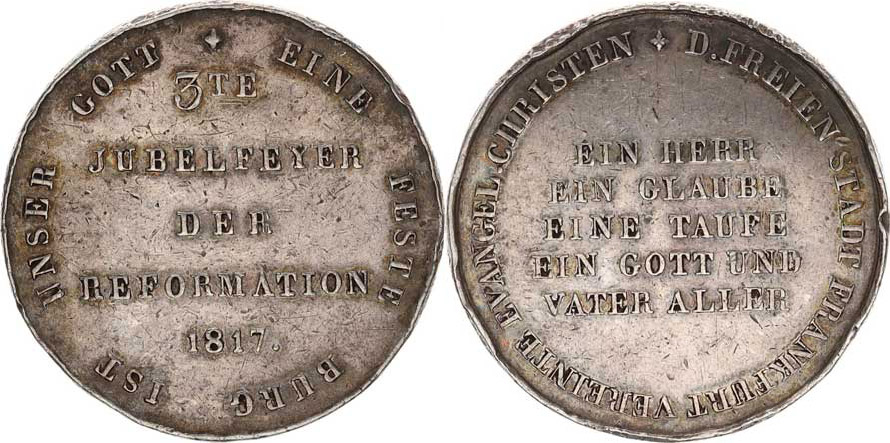 EINE FESTE BURG IST UNSER GOTT
3TE
JUBELFEYER
DER
REFORMATION
1817.
D. FREIEN STADT FRANKFURT VEREINTE EVANGEL. CHRISTEN
EIN HERR
EIN GLAUBE
EINE TAUFE
EIN GOTT UND
VATER ALLER